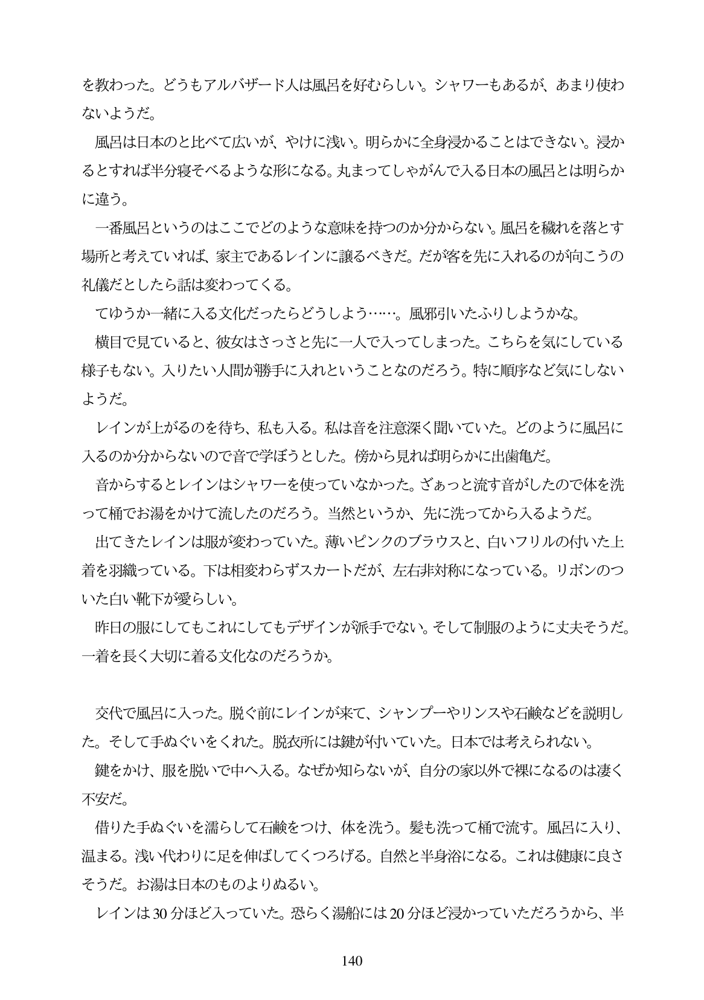 を教わった。どうもアルバザード人は風呂を好むらしい。シャワーもあるが、あまり使わ
ないようだ。
風呂は日本のと比べて広いが、やけに浅い。明らかに全身浸かることはできない。浸か
るとすれば半分寝そべるような形になる。丸まってしゃがんで入る日本の風呂とは明らか
に違う。
一番風呂というのはここでどのような意味を持つのか分からない。風呂を穢れを落とす
場所と考えていれば、家主であるレインに譲るべきだ。だが客を先に入れるのが向こうの
礼儀だとしたら話は変わってくる。
てゆうか一緒に入る文化だったらどうしよう……。風邪引いたふりしようかな。
横目で見ていると、彼女はさっさと先に一人で入ってしまった。こちらを気にしている
様子もない。入りたい人間が勝手に入れということなのだろう。特に順序など気にしない
ようだ。
レインが上がるのを待ち、私も入る。私は音を注意深く聞いていた。どのように風呂に
入るのか分からないので音で学ぼうとした。傍から見れば明らかに出歯亀だ。
音からするとレインはシャワーを使っていなかった。ざぁっと流す音がしたので体を洗
って桶でお湯をかけて流したのだろう。当然というか、先に洗ってから入るようだ。
出てきたレインは服が変わっていた。薄いピンクのブラウスと、白いフリルの付いた上
着を羽織っている。下は相変わらずスカートだが、左右非対称になっている。リボンのつ
いた白い靴下が愛らしい。
昨日の服にしてもこれにしてもデザインが派手でない。そして制服のように丈夫そうだ。
一着を長く大切に着る文化なのだろうか。
交代で風呂に入った。脱ぐ前にレインが来て、シャンプーやリンスや石鹸などを説明し
た。そして手ぬぐいをくれた。脱衣所には鍵が付いていた。日本では考えられない。
鍵をかけ、服を脱いで中へ入る。なぜか知らないが、自分の家以外で裸になるのは凄く
不安だ。
借りた手ぬぐいを濡らして石鹸をつけ、体を洗う。髪も洗って桶で流す。風呂に入り、
温まる。浅い代わりに足を伸ばしてくつろげる。自然と半身浴になる。これは健康に良さ
そうだ。お湯は日本のものよりぬるい。
レインは 30 分ほど入っていた。恐らく湯船には 20 分ほど浸かっていただろうから、半
140